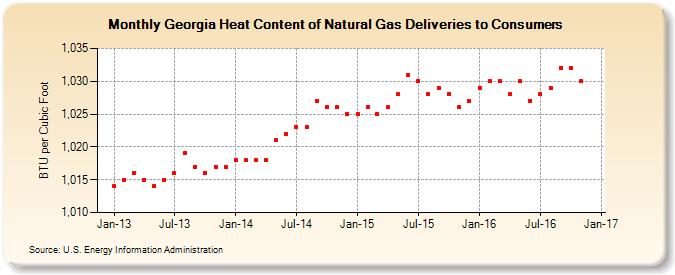 Monthly Georgia Heat Content of Natural Gas Deliveries to Consumers
BTU per Cubic Foot
1,035
1,030
1,025
1,020
1,015
1,010
Jan-13 Jul-13 Jan-14 Jul-14 Jan-15 Jul-15 Jan-16 Jul-16 Jan-17
Source: U.S. Energy Information Administration